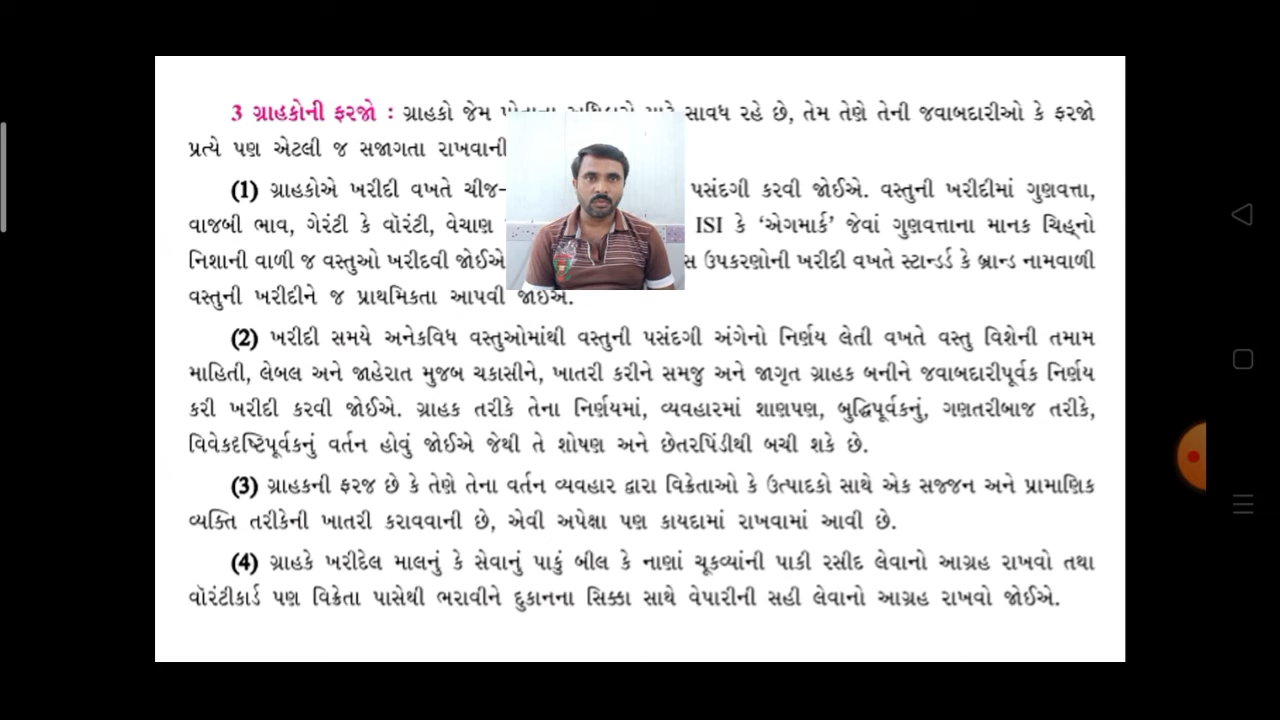 3 ગ્રાહકોની ફરજો : ગ્રાહકો જેમ સાવધ રહે છે, તેમ તેણે તેની જવાબદારીઓ કે ફરજો
પ્રત્યે પણ એટલી જ સજાગતા રાખવાની
(1) ગ્રાહકોએ ખરીદી વખતે ચીજ- પસંદગી કરવી જોઈએ. વસ્તુની ખરીદીમાં ગુણવત્તા,
વાજબી ભાવ, ગેરંટી કે વૉરંટી, વેચાણ ISI કે ‘એગમાર્ક’ જેવાં ગુણવત્તાના માનક ચિહ્નો
નિશાની વાળી જ વસ્તુઓ ખરીદવી જોઈએ ઉપકરણોની ખરીદી વખતે સ્ટાન્ડર્ડ કે બ્રાન્ડ નામવાળી
વસ્તુની ખરીદીને જ પ્રાથમિકતા આપવી જોઈએ.
(2) ખરીદી સમયે અનેકવિધ વસ્તુઓમાંથી વસ્તુની પસંદગી અંગેનો નિર્ણય લેતી વખતે વસ્તુ વિશેની તમામ
માહિતી, લેબલ અને જાહેરાત મુજબ ચકાસીને, ખાતરી કરીને સમજુ અને જાગૃત ગ્રાહક બનીને જવાબદારીપૂર્વક નિર્ણય
કરી ખરીદી કરવી જોઈએ. ગ્રાહક તરીકે તેના નિર્ણયમાં, વ્યવહારમાં શાણપણ, બુદ્ધિપૂર્વકનું, ગણતરીબાજ તરીકે,
વિવેકદૃષ્ટિપૂર્વકનું વર્તન હોવું જોઈએ જેથી તે શોષણ અને છેતરપિંડીથી બચી શકે છે.
(3) ગ્રાહકની ફરજ છે કે તેણે તેના વર્તન વ્યવહાર દ્વારા વિક્રેતાઓ કે ઉત્પાદકો સાથે એક સજ્જન અને પ્રામાણિક
વ્યક્તિ તરીકેની ખાતરી કરાવવાની છે, એવી અપેક્ષા પણ કાયદામાં રાખવામાં આવી છે.
(4) ગ્રાહકે ખરીદેલ માલનું કે સેવાનું પાકું બીલ કે નાણાં ચૂકવ્યાંની પાકી રસીદ લેવાનો આગ્રહ રાખવો તથા
વૉરંટીકાર્ડ પણ વિક્રેતા પાસેથી ભરાવીને દુકાનના સિક્કા સાથે વેપારીની સહી લેવાનો આગ્રહ રાખવો જોઈએ.